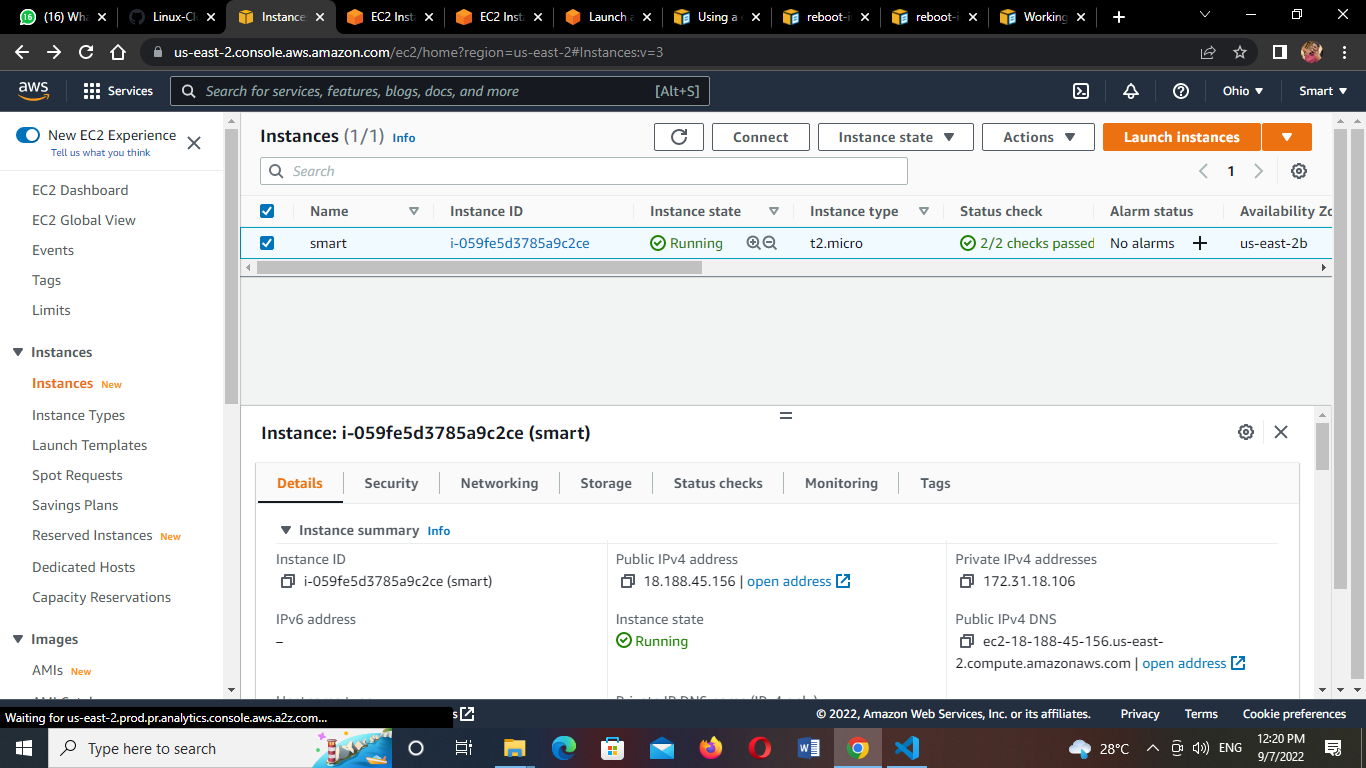 (16) Wha
Linux-Cl
Instance
EC2 Inst
EC2 Inst
Launch a
Using a
reboot-i
reboot-i
Working
us-east-2.console.aws.amazon.com/ec2/home?region=us-east-2#Instances:v=3
aws
Services
Search for services, features, blogs, docs, and more
[Alt+S]
Ohio
Smart
New EC2 Experience
Tell us what you think
EC2 Dashboard
EC2 Global View
Events
Tags
Limits
Instances
Instances New
Instance Types
Launch Templates
Spot Requests
Savings Plans
Reserved Instances New
Dedicated Hosts
Capacity Reservations
Images
AMIs New
Instances (1/1) Info
Connect
Instance state
Actions
Launch instances
Search
1
Name
Instance ID
Instance state
Instance type
Status check
Alarm status
Availability Zo
smart
i-059fe5d3785a9c2ce
Running
t2.micro
2/2 checks passed
No alarms
us-east-2b
Instance: i-059fe5d3785a9c2ce (smart)
Details
Security
Networking
Storage
Status checks
Monitoring
Tags
Instance summary Info
Instance ID
i-059fe5d3785a9c2ce (smart)
Public IPv4 address
18.188.45.156 | open address
Private IPv4 addresses
172.31.18.106
IPv6 address
–
Instance state
Running
Public IPv4 DNS
ec2-18-188-45-156.us-east-
2.compute.amazonaws.com | open address
Waiting for us-east-2.prod.pr.analytics.console.aws.a2z.com...
© 2022, Amazon Web Services, Inc. or its affiliates.
Privacy
Terms
Cookie preferences
Type here to search
28°C
ENG
12:20 PM
9/7/2022